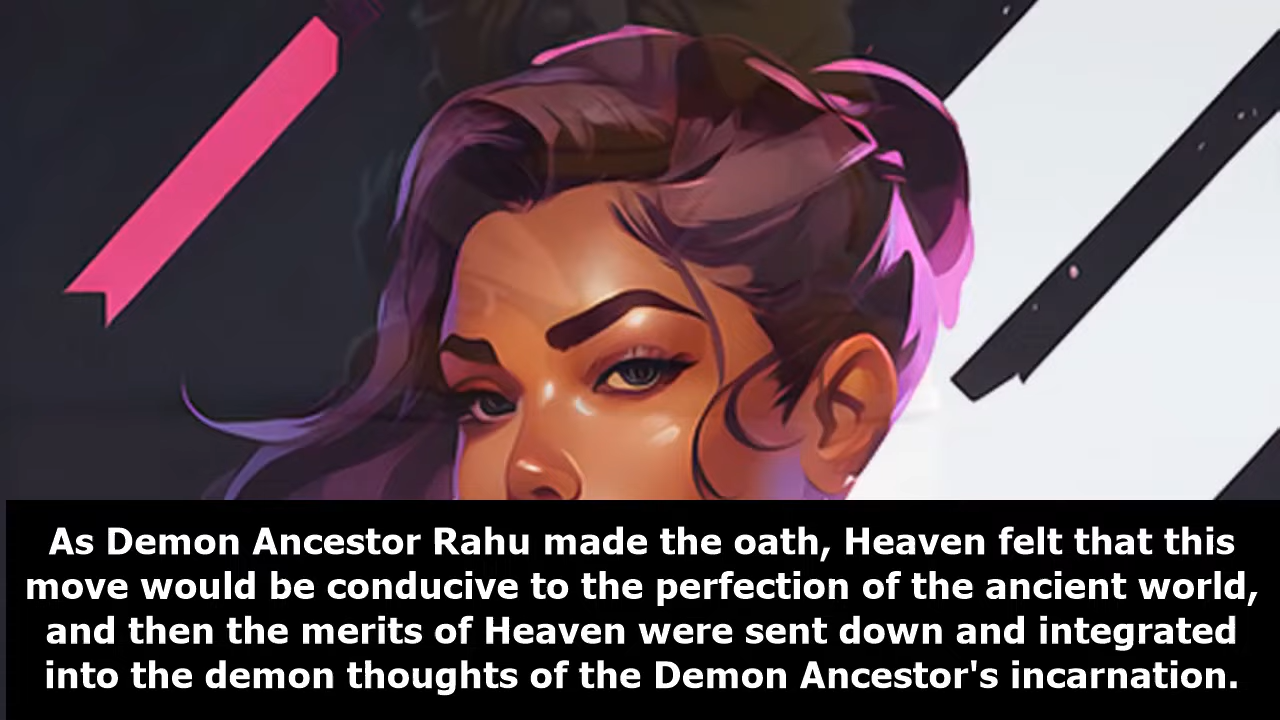 As Demon Ancestor Rahu made the oath, Heaven felt that this
move would be conducive to the perfection of the ancient world,
and then the merits of Heaven were sent down and integrated
into the demon thoughts of the Demon Ancestor's incarnation.